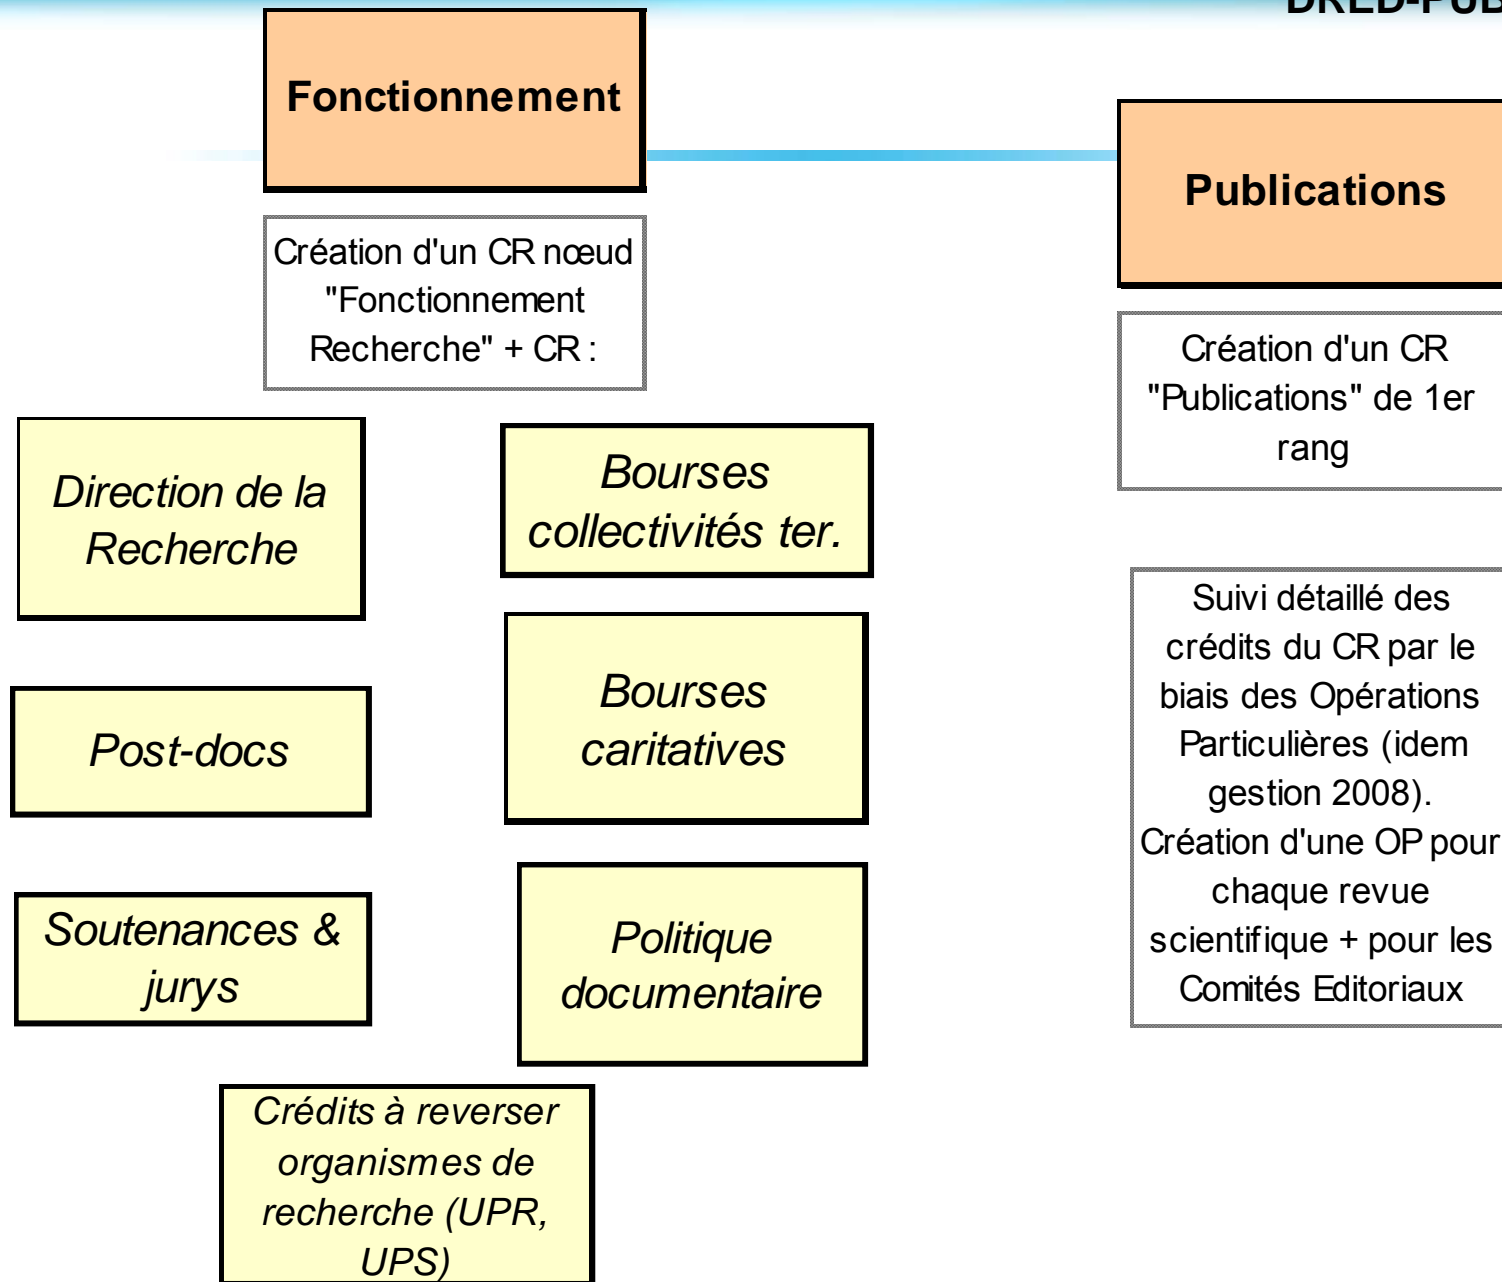 DRED-PUB
Fonctionnement
Création d'un CR nœud
"Fonctionnement
Recherche" + CR :
Direction de la
Recherche
Bourses
collectivités ter.
Post-docs
Bourses
caritatives
Soutenances &
jurys
Politique
documentaire
Crédits à reverser
organismes de
recherche (UPR,
UPS)
Publications
Création d'un CR
"Publications" de 1er
rang
Suivi détaillé des
crédits du CR par le
biais des Opérations
Particulières (idem
gestion 2008).
Création d'une OP pour
chaque revue
scientifique + pour les
Comités Editoriaux